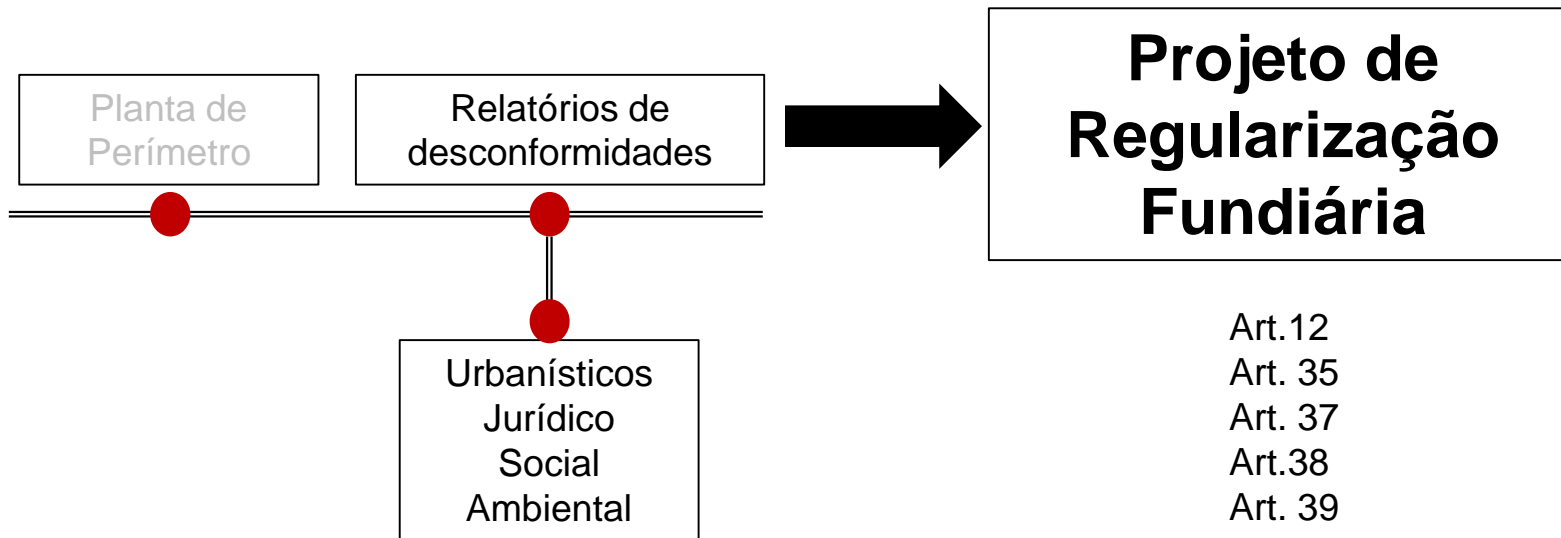 Planta de
Perímetro
Relatórios de
desconformidades
Projeto de
Regularização
Fundiária
Urbanísticos
Jurídico
Social
Ambiental
Art.12
Art. 35
Art. 37
Art.38
Art. 39